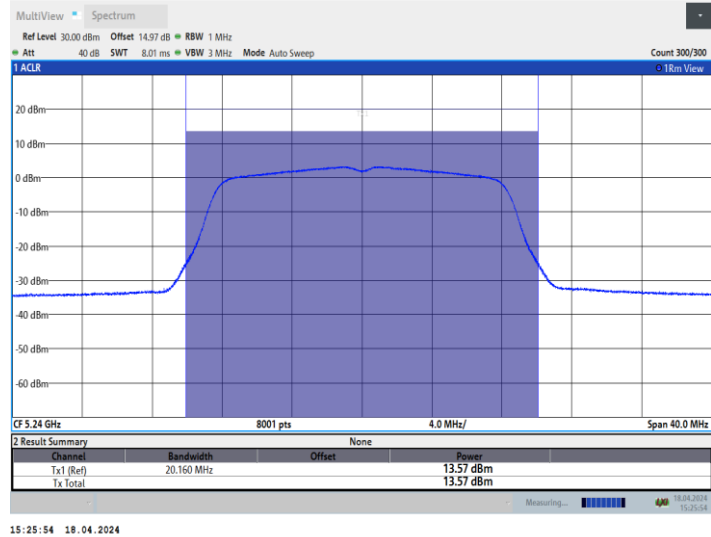 MultiView Spectrum
Ref Level 30.00 dBm Offset 14.97 dB RBW 1 MHz
Att 40 dB SWT 8.01 ms VBW 3 MHz Mode Auto Sweep Count 300/300
1 ACLR 1Rm View
20 dBm
10 dBm
0 dBm
-10 dBm
-20 dBm
-30 dBm
-40 dBm
-50 dBm
-60 dBm
CF 5.24 GHz 8001 pts 4.0 MHz/ Span 40.0 MHz
2 Result Summary None
Channel Bandwidth Offset Power
Tx1 (Ref) 20.160 MHz 13.57 dBm
Tx Total 13.57 dBm
Measuring... 18.04.2024
15:25:54
15:25:54 18.04.2024